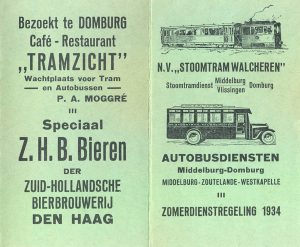 Bezoekt te DOMBURG
Café - Restaurant
„TRAMZICHT”
Wachtplaats voor Tram
en Autobussen
P. A. MOGGRÉ
Speciaal
Z. H. B. Bieren
DER
ZUID-HOLLANDSCHE
BIERBROUWERIJ
DEN HAAG
N.V. „STOOMTRAM WALCHEREN”
Stoomtramdienst Middelburg Vlissingen Domburg
AUTOBUSDIENSTEN
Middelburg-Domburg
MIDDELBURG-ZOUTELANDE-WESTKAPELLE
ZOMERDIENSTREGELING 1934